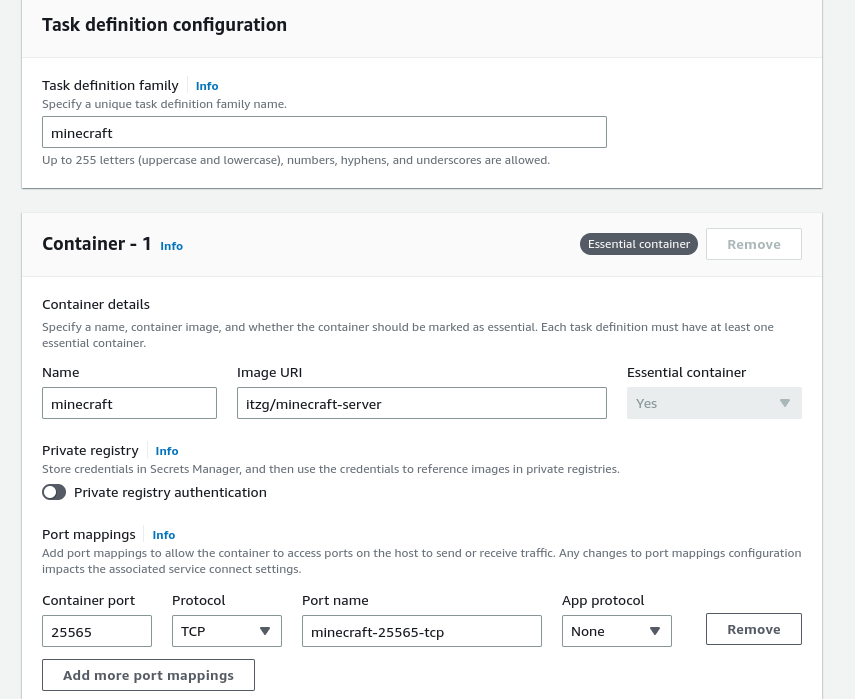 Task definition configuration
Task definition family Info
Specify a unique task definition family name.
minecraft
Up to 255 letters (uppercase and lowercase), numbers, hyphens, and underscores are allowed.
Container - 1 Info Essential container Remove
Container details
Specify a name, container image, and whether the container should be marked as essential. Each task definition must have at least one
essential container.
Name Image URI Essential container
minecraft itzg/minecraft-server Yes
Private registry Info
Store credentials in Secrets Manager, and then use the credentials to reference images in private registries.
Private registry authentication
Port mappings Info
Add port mappings to allow the container to access ports on the host to send or receive traffic. Any changes to port mappings configuration
impacts the associated service connect settings.
Container port Protocol Port name App protocol
25565 TCP minecraft-25565-tcp None Remove
Add more port mappings